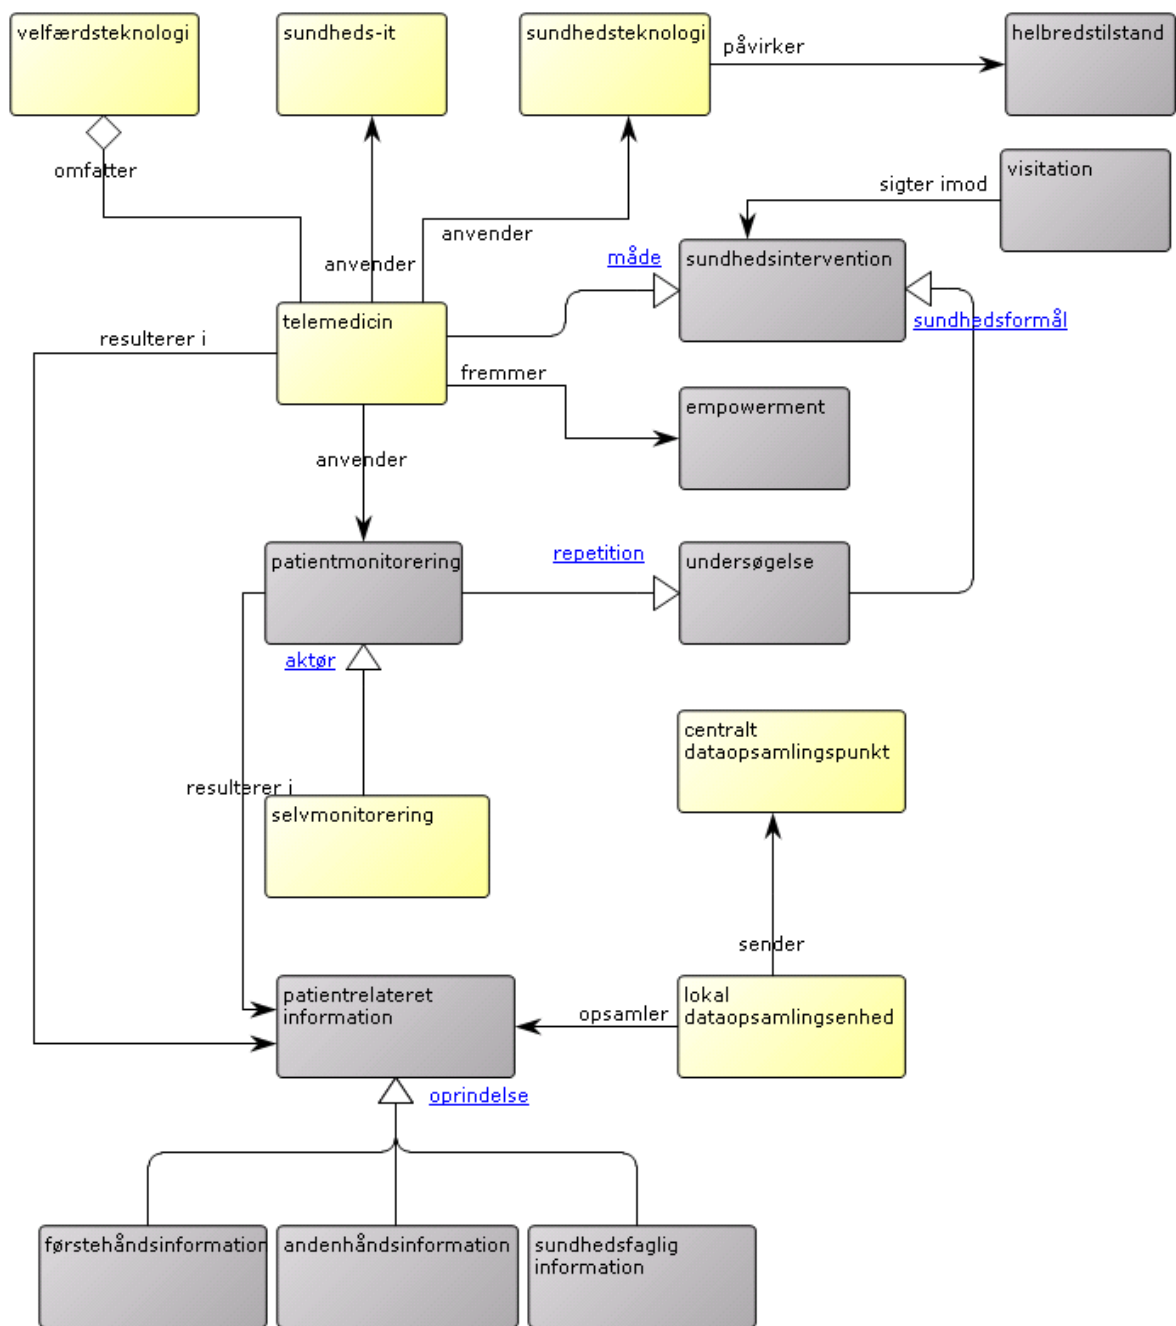 velfærdsteknologi
sundheds-it
sundhedsteknologi
påvirker
helbredstilstand
omfatter
visitation
sigter imod
anvender
anvender
måde
sundhedsintervention
sundhedsformål
telemedicin
resulterer i
fremmer
empowerment
anvender
patientmonitorering
repetition
undersøgelse
aktør
centralt
dataopsamlingspunkt
resulterer i
selvmonitorering
sender
patientrelateret
information
opsamler
lokal
dataopsamlingsenhed
oprindelse
førstehåndsinformation
andenhåndsinformation
sundhedsfaglig
information